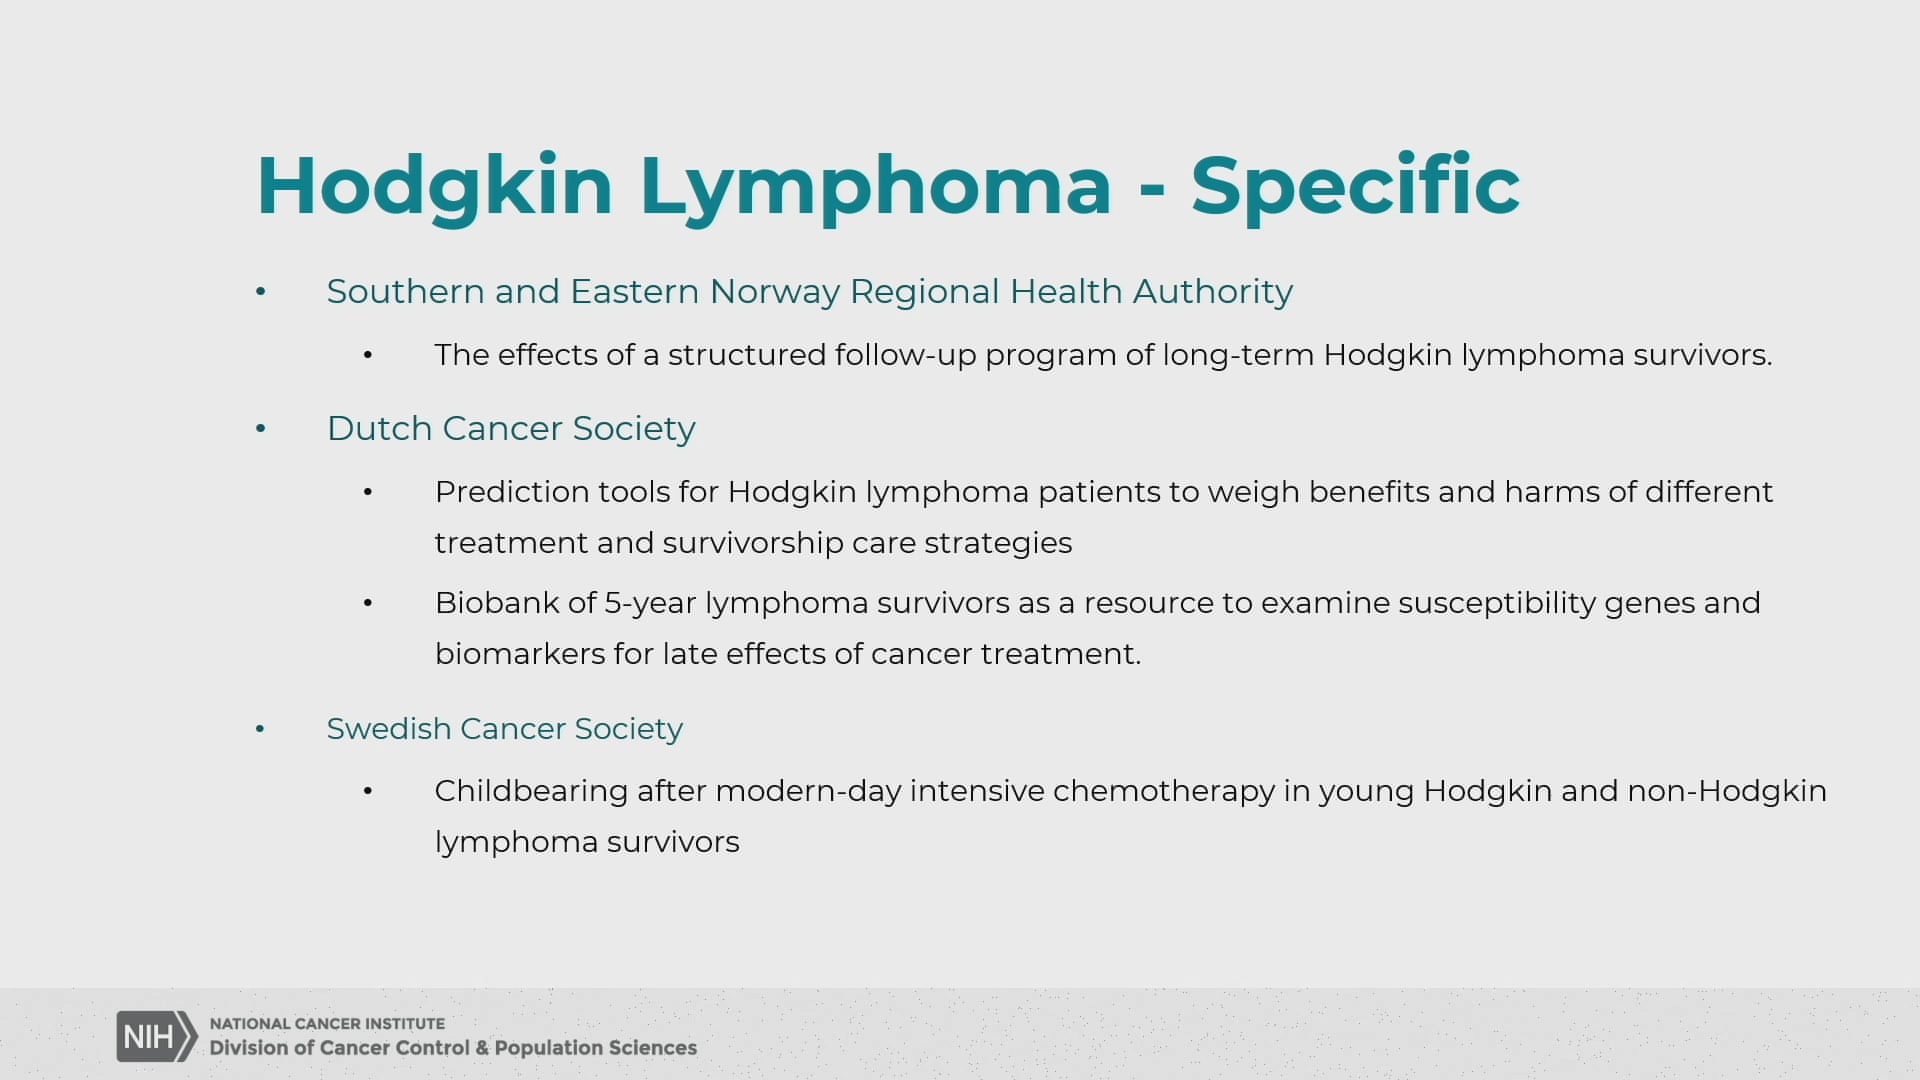 Hodgkin Lymphoma - Specific
• Southern and Eastern Norway Regional Health Authority
• The effects of a structured follow-up program of long-term Hodgkin lymphoma survivors.
• Dutch Cancer Society
• Prediction tools for Hodgkin lymphoma patients to weigh benefits and harms of different
treatment and survivorship care strategies
• Biobank of 5-year lymphoma survivors as a resource to examine susceptibility genes and
biomarkers for late effects of cancer treatment.
• Swedish Cancer Society
• Childbearing after modern-day intensive chemotherapy in young Hodgkin and non-Hodgkin
lymphoma survivors
NIH
NATIONAL CANCER INSTITUTE
Division of Cancer Control & Population Sciences